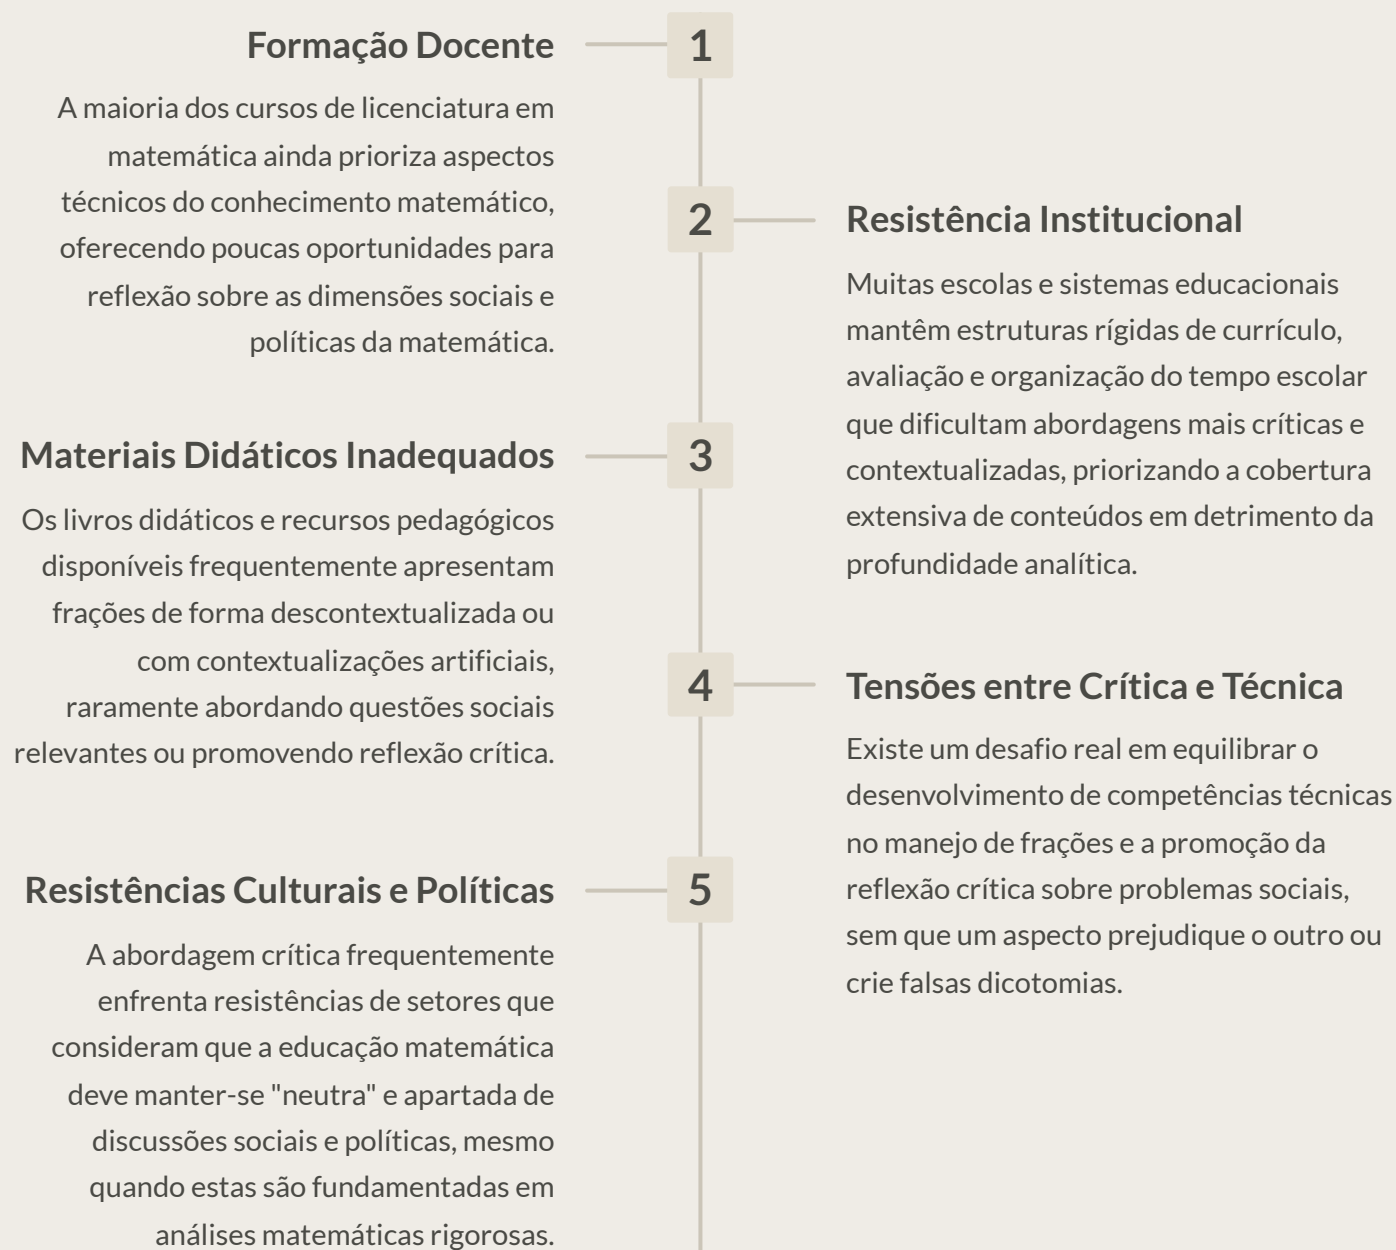 1
Formação Docente
A maioria dos cursos de licenciatura em
matemática ainda prioriza aspectos
técnicos do conhecimento matemático,
oferecendo poucas oportunidades para
reflexão sobre as dimensões sociais e
políticas da matemática.
2
Resistência Institucional
Muitas escolas e sistemas educacionais
mantêm estruturas rígidas de currículo,
avaliação e organização do tempo escolar
que dificultam abordagens mais críticas e
contextualizadas, priorizando a cobertura
extensiva de conteúdos em detrimento da
profundidade analítica.
3
Materiais Didáticos Inadequados
Os livros didáticos e recursos pedagógicos
disponíveis frequentemente apresentam
frações de forma descontextualizada ou
com contextualizações artificiais,
raramente abordando questões sociais
relevantes ou promovendo reflexão crítica.
4
Tensões entre Crítica e Técnica
Existe um desafio real em equilibrar o
desenvolvimento de competências técnicas
no manejo de frações e a promoção da
reflexão crítica sobre problemas sociais,
sem que um aspecto prejudique o outro ou
crie falsas dicotomias.
5
Resistências Culturais e Políticas
A abordagem crítica frequentemente
enfrenta resistências de setores que
consideram que a educação matemática
deve manter-se "neutra" e apartada de
discussões sociais e políticas, mesmo
quando estas são fundamentadas em
análises matemáticas rigorosas.